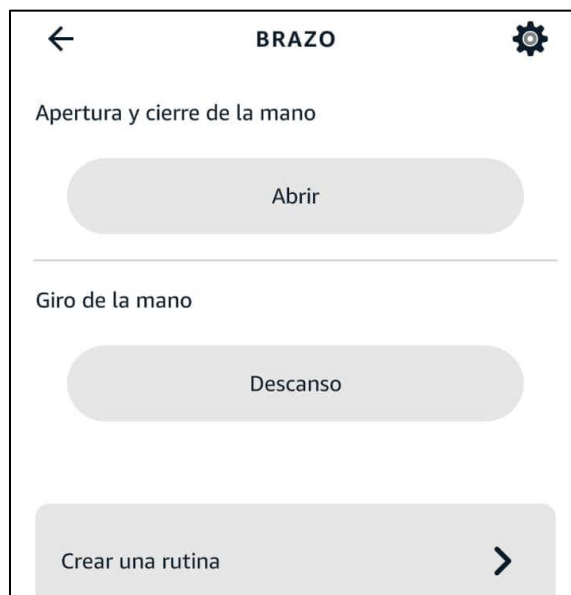 BRAZO
Apertura y cierre de la mano
Abrir
Giro de la mano
Descanso
Crear una rutina